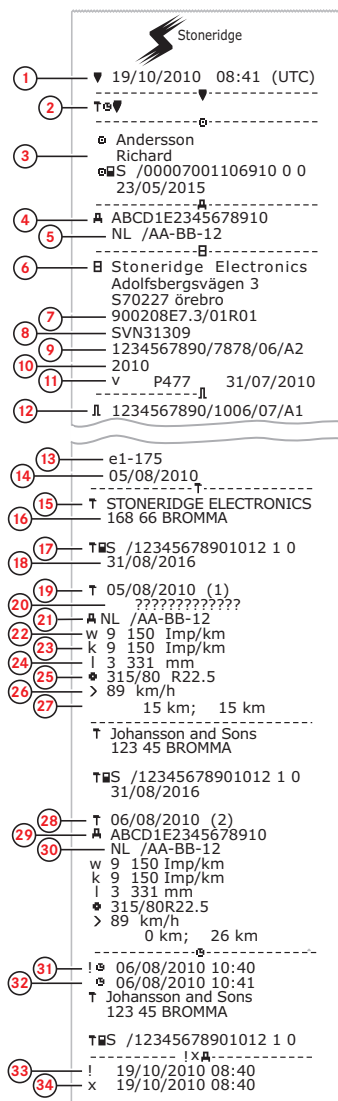 Stoneridge
1 19/10/2010 08:41 (UTC)
2
3 Andersson
Richard
S /00007001106910 0 0
23/05/2015
4 ABCD1E2345678910
5 NL /AA-BB-12
6 Stoneridge Electronics
Adolfsbergsvägen 3
S70227 örebro
7 900208E7.3/01R01
8 SVN31309
9 1234567890/7878/06/A2
10 2010
11 v P477 31/07/2010
12 1234567890/1006/07/A1
13 e1-175
14 05/08/2010
15 STONERIDGE ELECTRONICS
16 168 66 BROMMA
17 S /12345678901012 1 0
18 31/08/2016
19 05/08/2010 (1)
20 ?????????????
21 NL /AA-BB-12
22 w 9 150 Imp/km
23 k 9 150 Imp/km
24 l 3 331 mm
25 315/80 R22.5
26 > 89 km/h
27 15 km; 15 km
Johansson and Sons
123 45 BROMMA
S /12345678901012 1 0
31/08/2016
28 06/08/2010 (2)
29 ABCD1E2345678910
30 NL /AA-BB-12
w 9 150 Imp/km
k 9 150 Imp/km
l 3 331 mm
315/80R22.5
> 89 km/h
0 km; 26 km
31 ! 06/08/2010 10:40
32 06/08/2010 10:41
Johansson and Sons
123 45 BROMMA
S /12345678901012 1 0
! x
33 ! 19/10/2010 08:40
34 x 19/10/2010 08:40